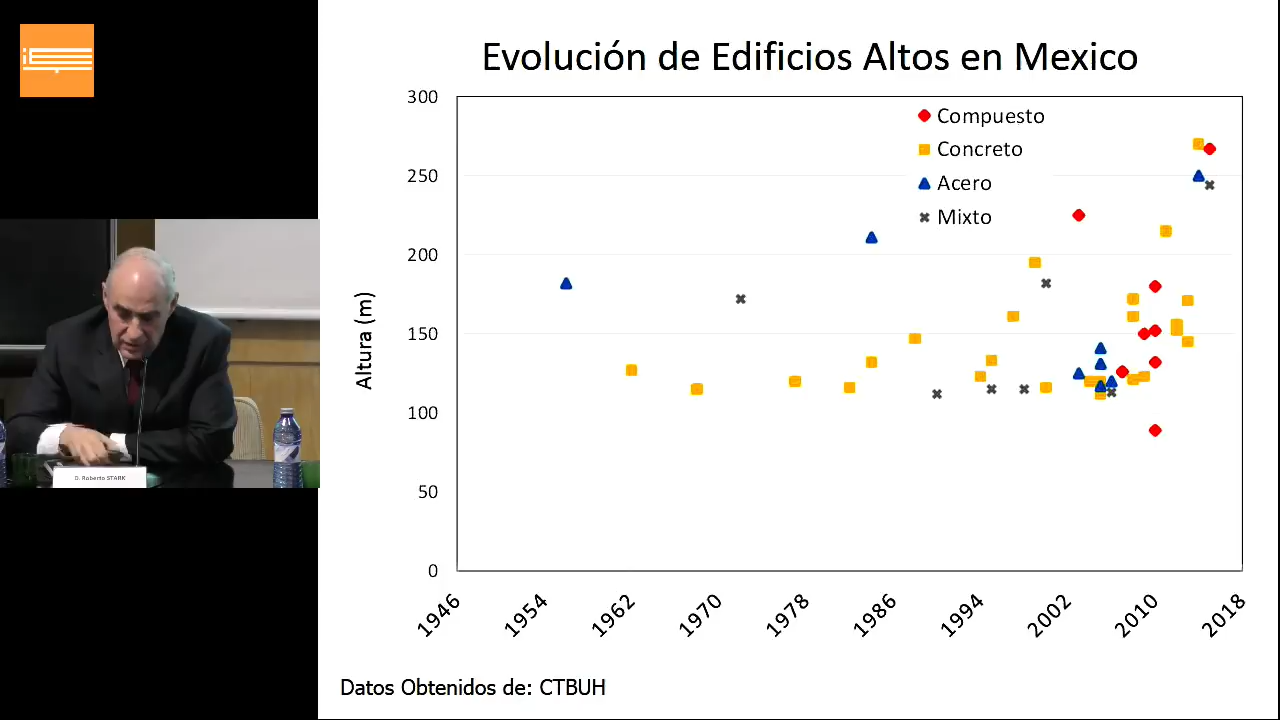 Evolución de Edificios Altos en Mexico
300
250
200
150
100
50
0
Altura (m)
Compuesto
Concreto
Acero
Mixto
1946
1954
1962
1970
1978
1986
1994
2002
2010
2018
Datos Obtenidos de: CTBUH
D. Roberto STARK